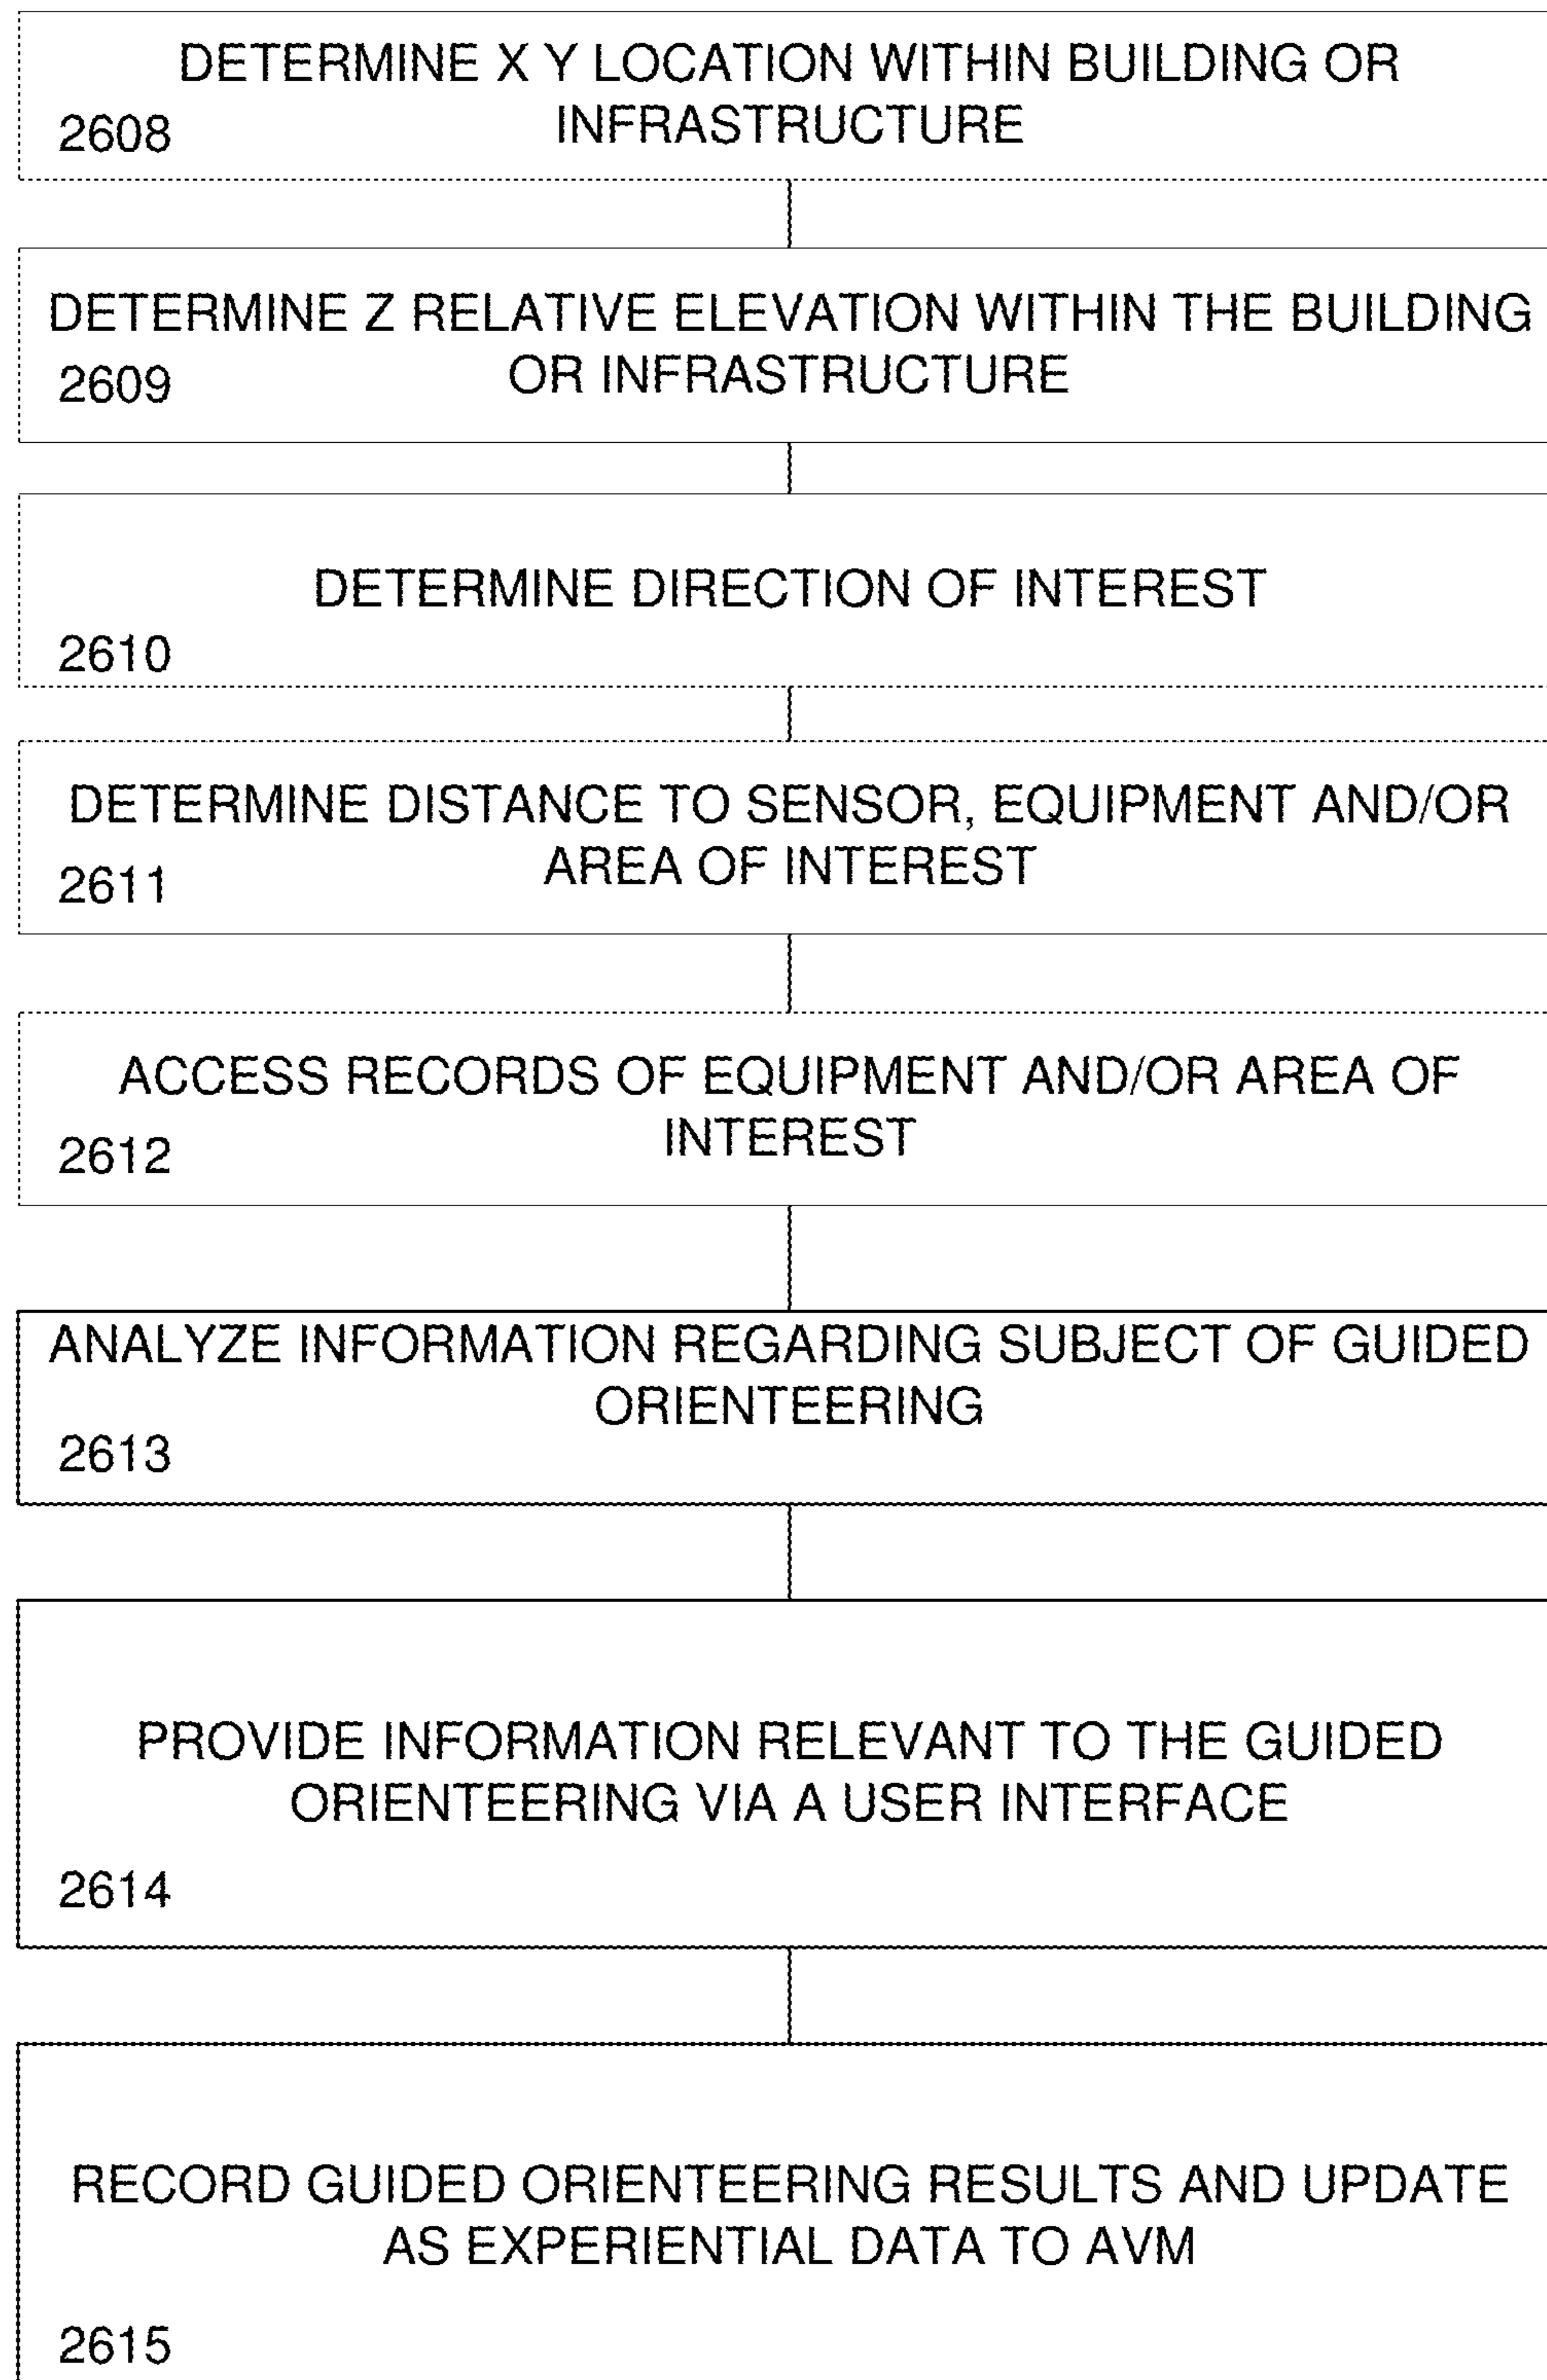 DETERMINE X Y LOCATION WITHIN BUILDING OR
INFRASTRUCTURE
2608
DETERMINE Z RELATIVE ELEVATION WITHIN THE BUILDING
OR INFRASTRUCTURE
2609
DETERMINE DIRECTION OF INTEREST
2610
DETERMINE DISTANCE TO SENSOR, EQUIPMENT AND/OR
AREA OF INTEREST
2611
ACCESS RECORDS OF EQUIPMENT AND/OR AREA OF
INTEREST
2612
ANALYZE INFORMATION REGARDING SUBJECT OF GUIDED
ORIENTEERING
2613
PROVIDE INFORMATION RELEVANT TO THE GUIDED
ORIENTEERING VIA A USER INTERFACE
2614
RECORD GUIDED ORIENTEERING RESULTS AND UPDATE
AS EXPERIENTIAL DATA TO AVM
2615